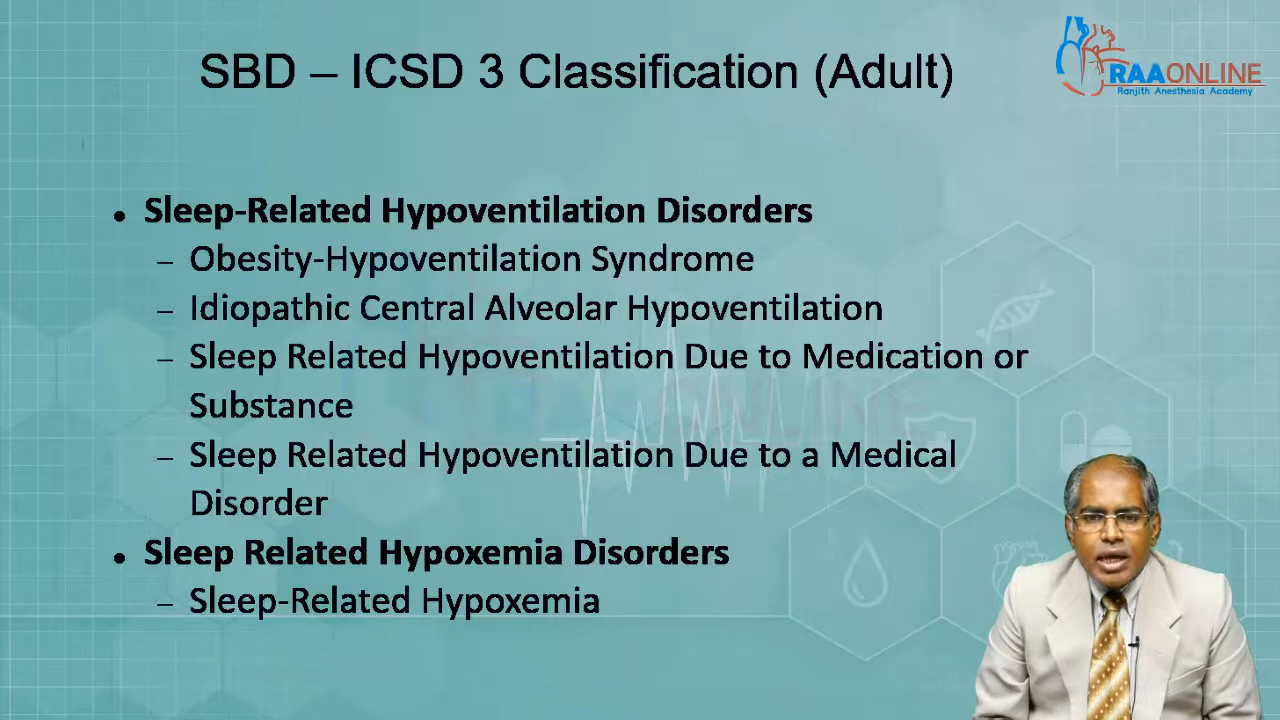 SBD – ICSD 3 Classification (Adult)
RAAONLINE
Ranjith Anesthesia Academy
• Sleep-Related Hypoventilation Disorders
– Obesity-Hypoventilation Syndrome
– Idiopathic Central Alveolar Hypoventilation
– Sleep Related Hypoventilation Due to Medication or
Substance
– Sleep Related Hypoventilation Due to a Medical
Disorder
• Sleep Related Hypoxemia Disorders
– Sleep-Related Hypoxemia
RAAONLINE